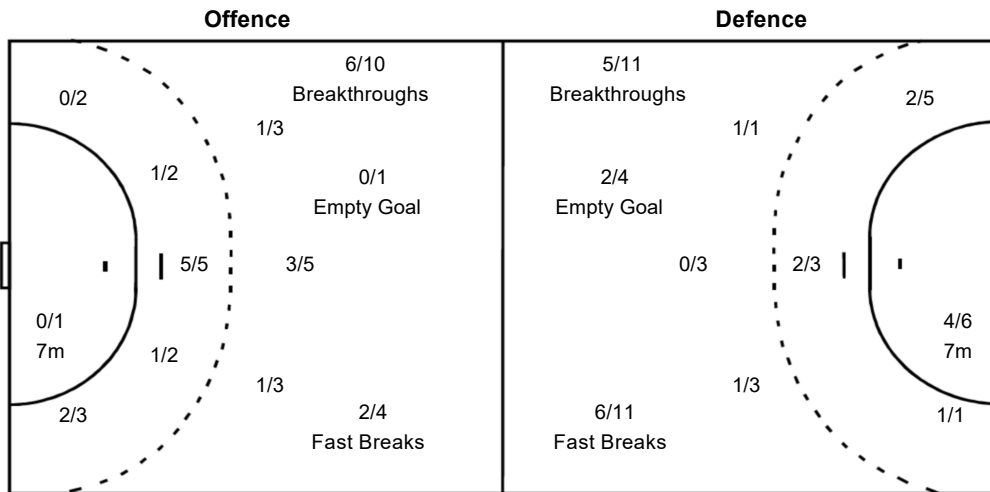 Offence
Defence
6/10
Breakthroughs
5/11
Breakthroughs
0/2
2/5
1/3
1/1
1/2
0/1
Empty Goal
2/4
Empty Goal
5/5
3/5
0/3
2/3
0/1
7m
4/6
7m
1/2
1/3
1/3
2/3
2/4
Fast Breaks
6/11
Fast Breaks
1/1